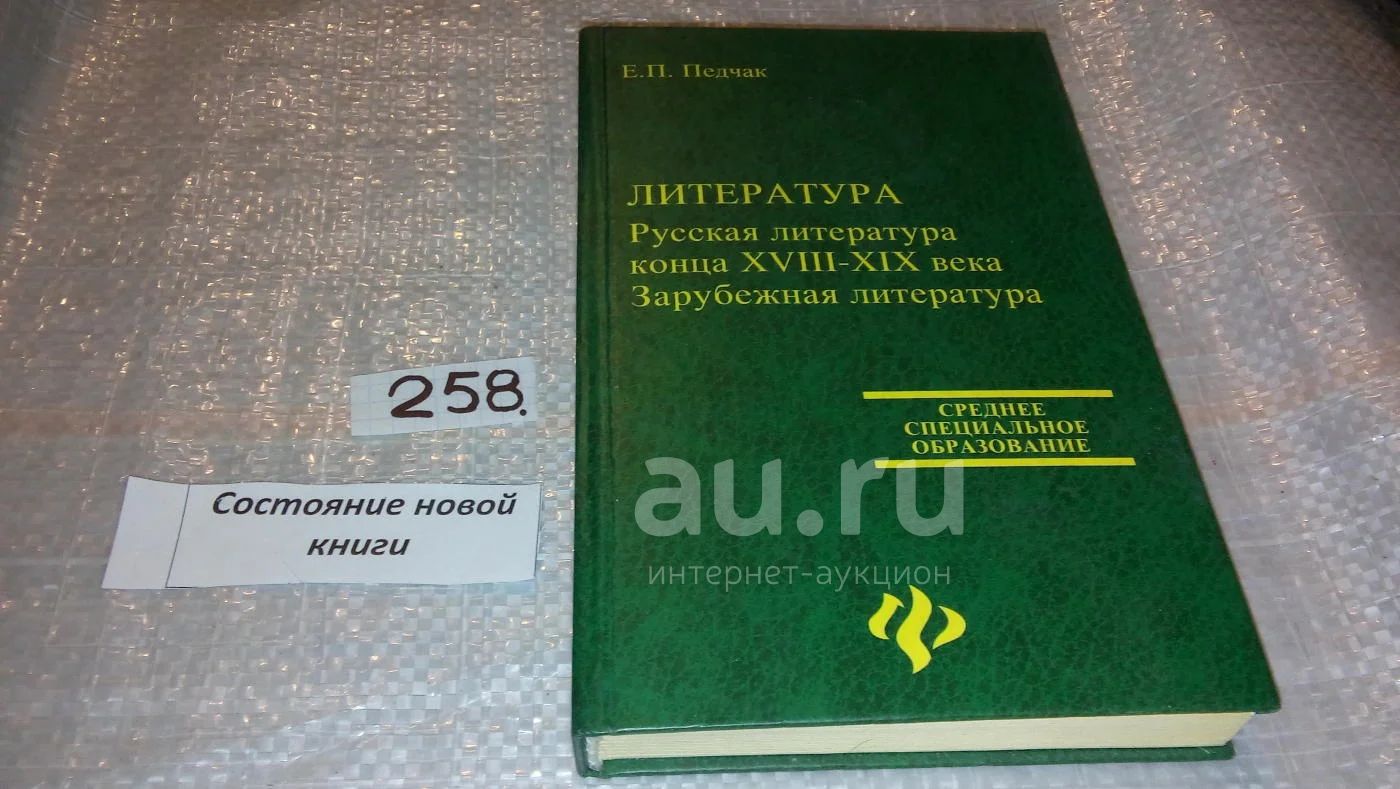 Е.П. Педчак
ЛИТЕРАТУРА
Русская литература
конца XVIII-XIX века
Зарубежная литература
СРЕДНЕЕ
СПЕЦИАЛЬНОЕ
ОБРАЗОВАНИЕ
258.
Состояние новой
книги
au.ru
интернет-аукцион